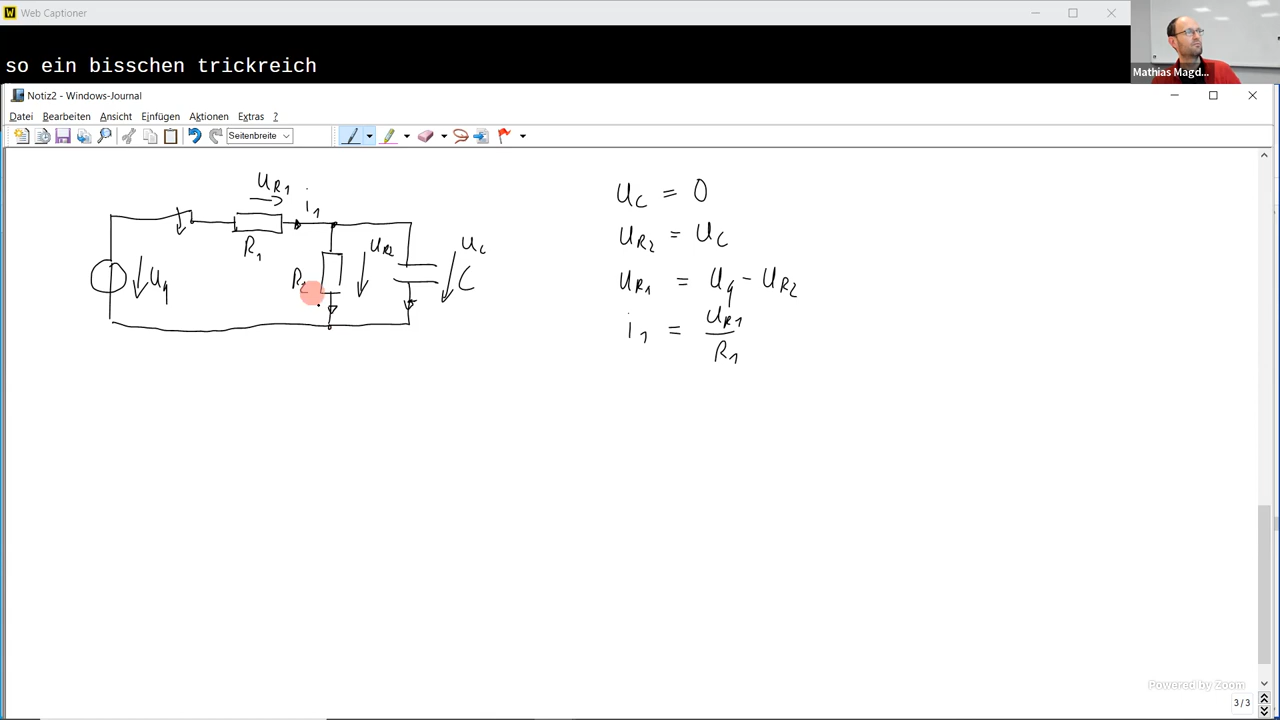 Web Captioner
so ein bisschen trickreich
Mathias Magd...
Notiz2 - Windows-Journal
Datei Bearbeiten Ansicht Einfügen Aktionen Extras ?
Seitenbreite
u_R1
i_1
R_1
u_q
R_2
u_R2
u_C
C
u_C = 0
u_R2 = u_C
u_R1 = u_q - u_R2
i_1 = u_R1 / R_1
Powered by Zoom
3/3